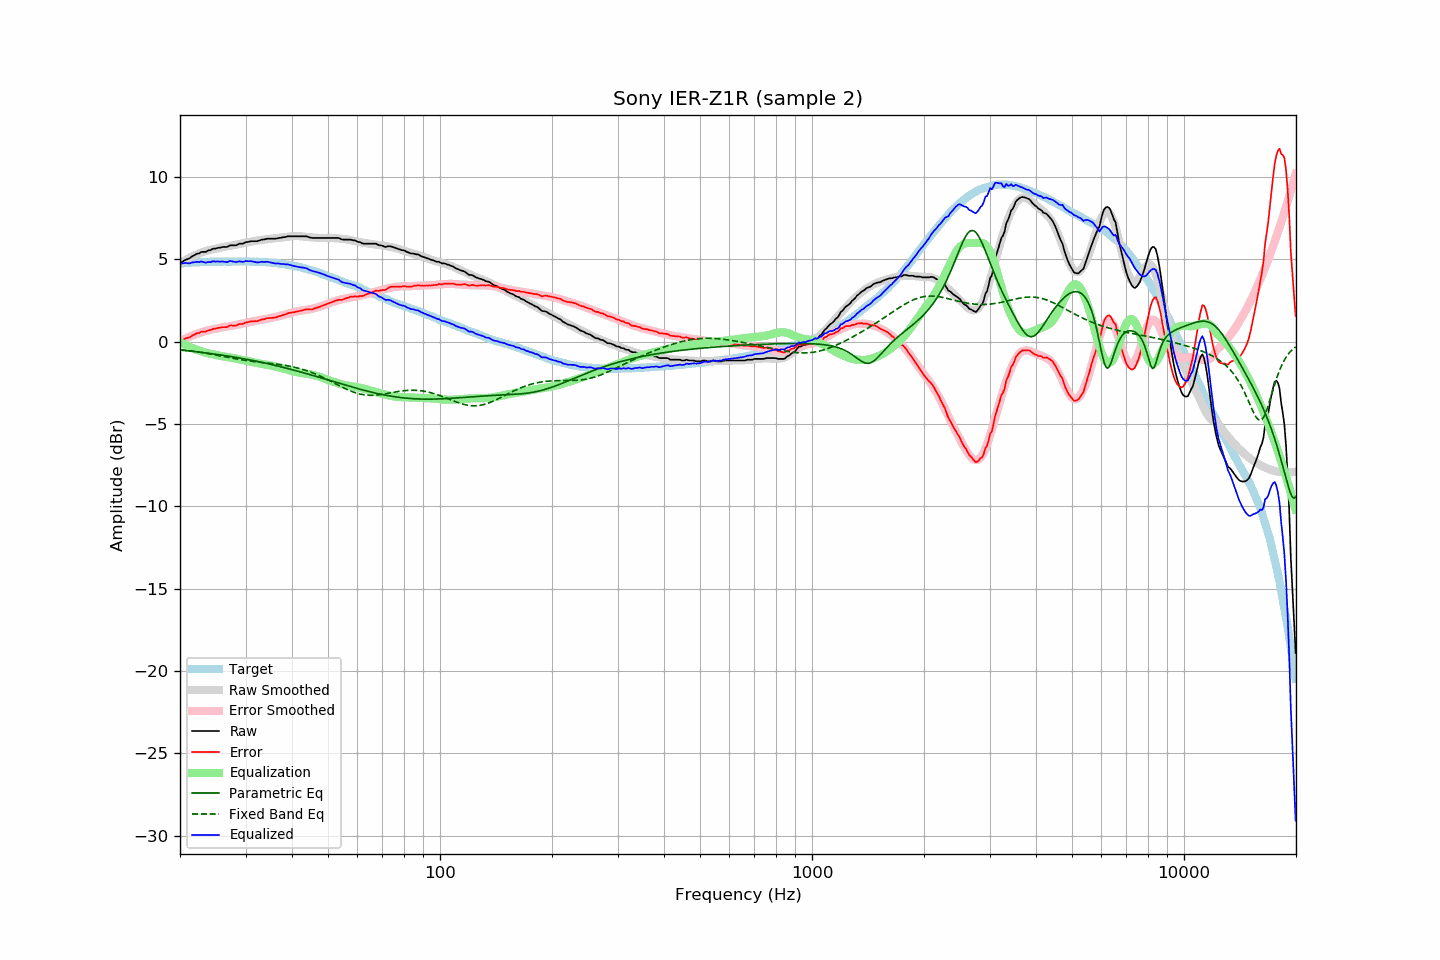 Sony IER-Z1R (sample 2)
10
5
0
−5
−10
−15
−20
−25
−30
Amplitude (dBr)
Target
Raw Smoothed
Error Smoothed
Raw
Error
Equalization
Parametric Eq
Fixed Band Eq
Equalized
100
1000
10000
Frequency (Hz)